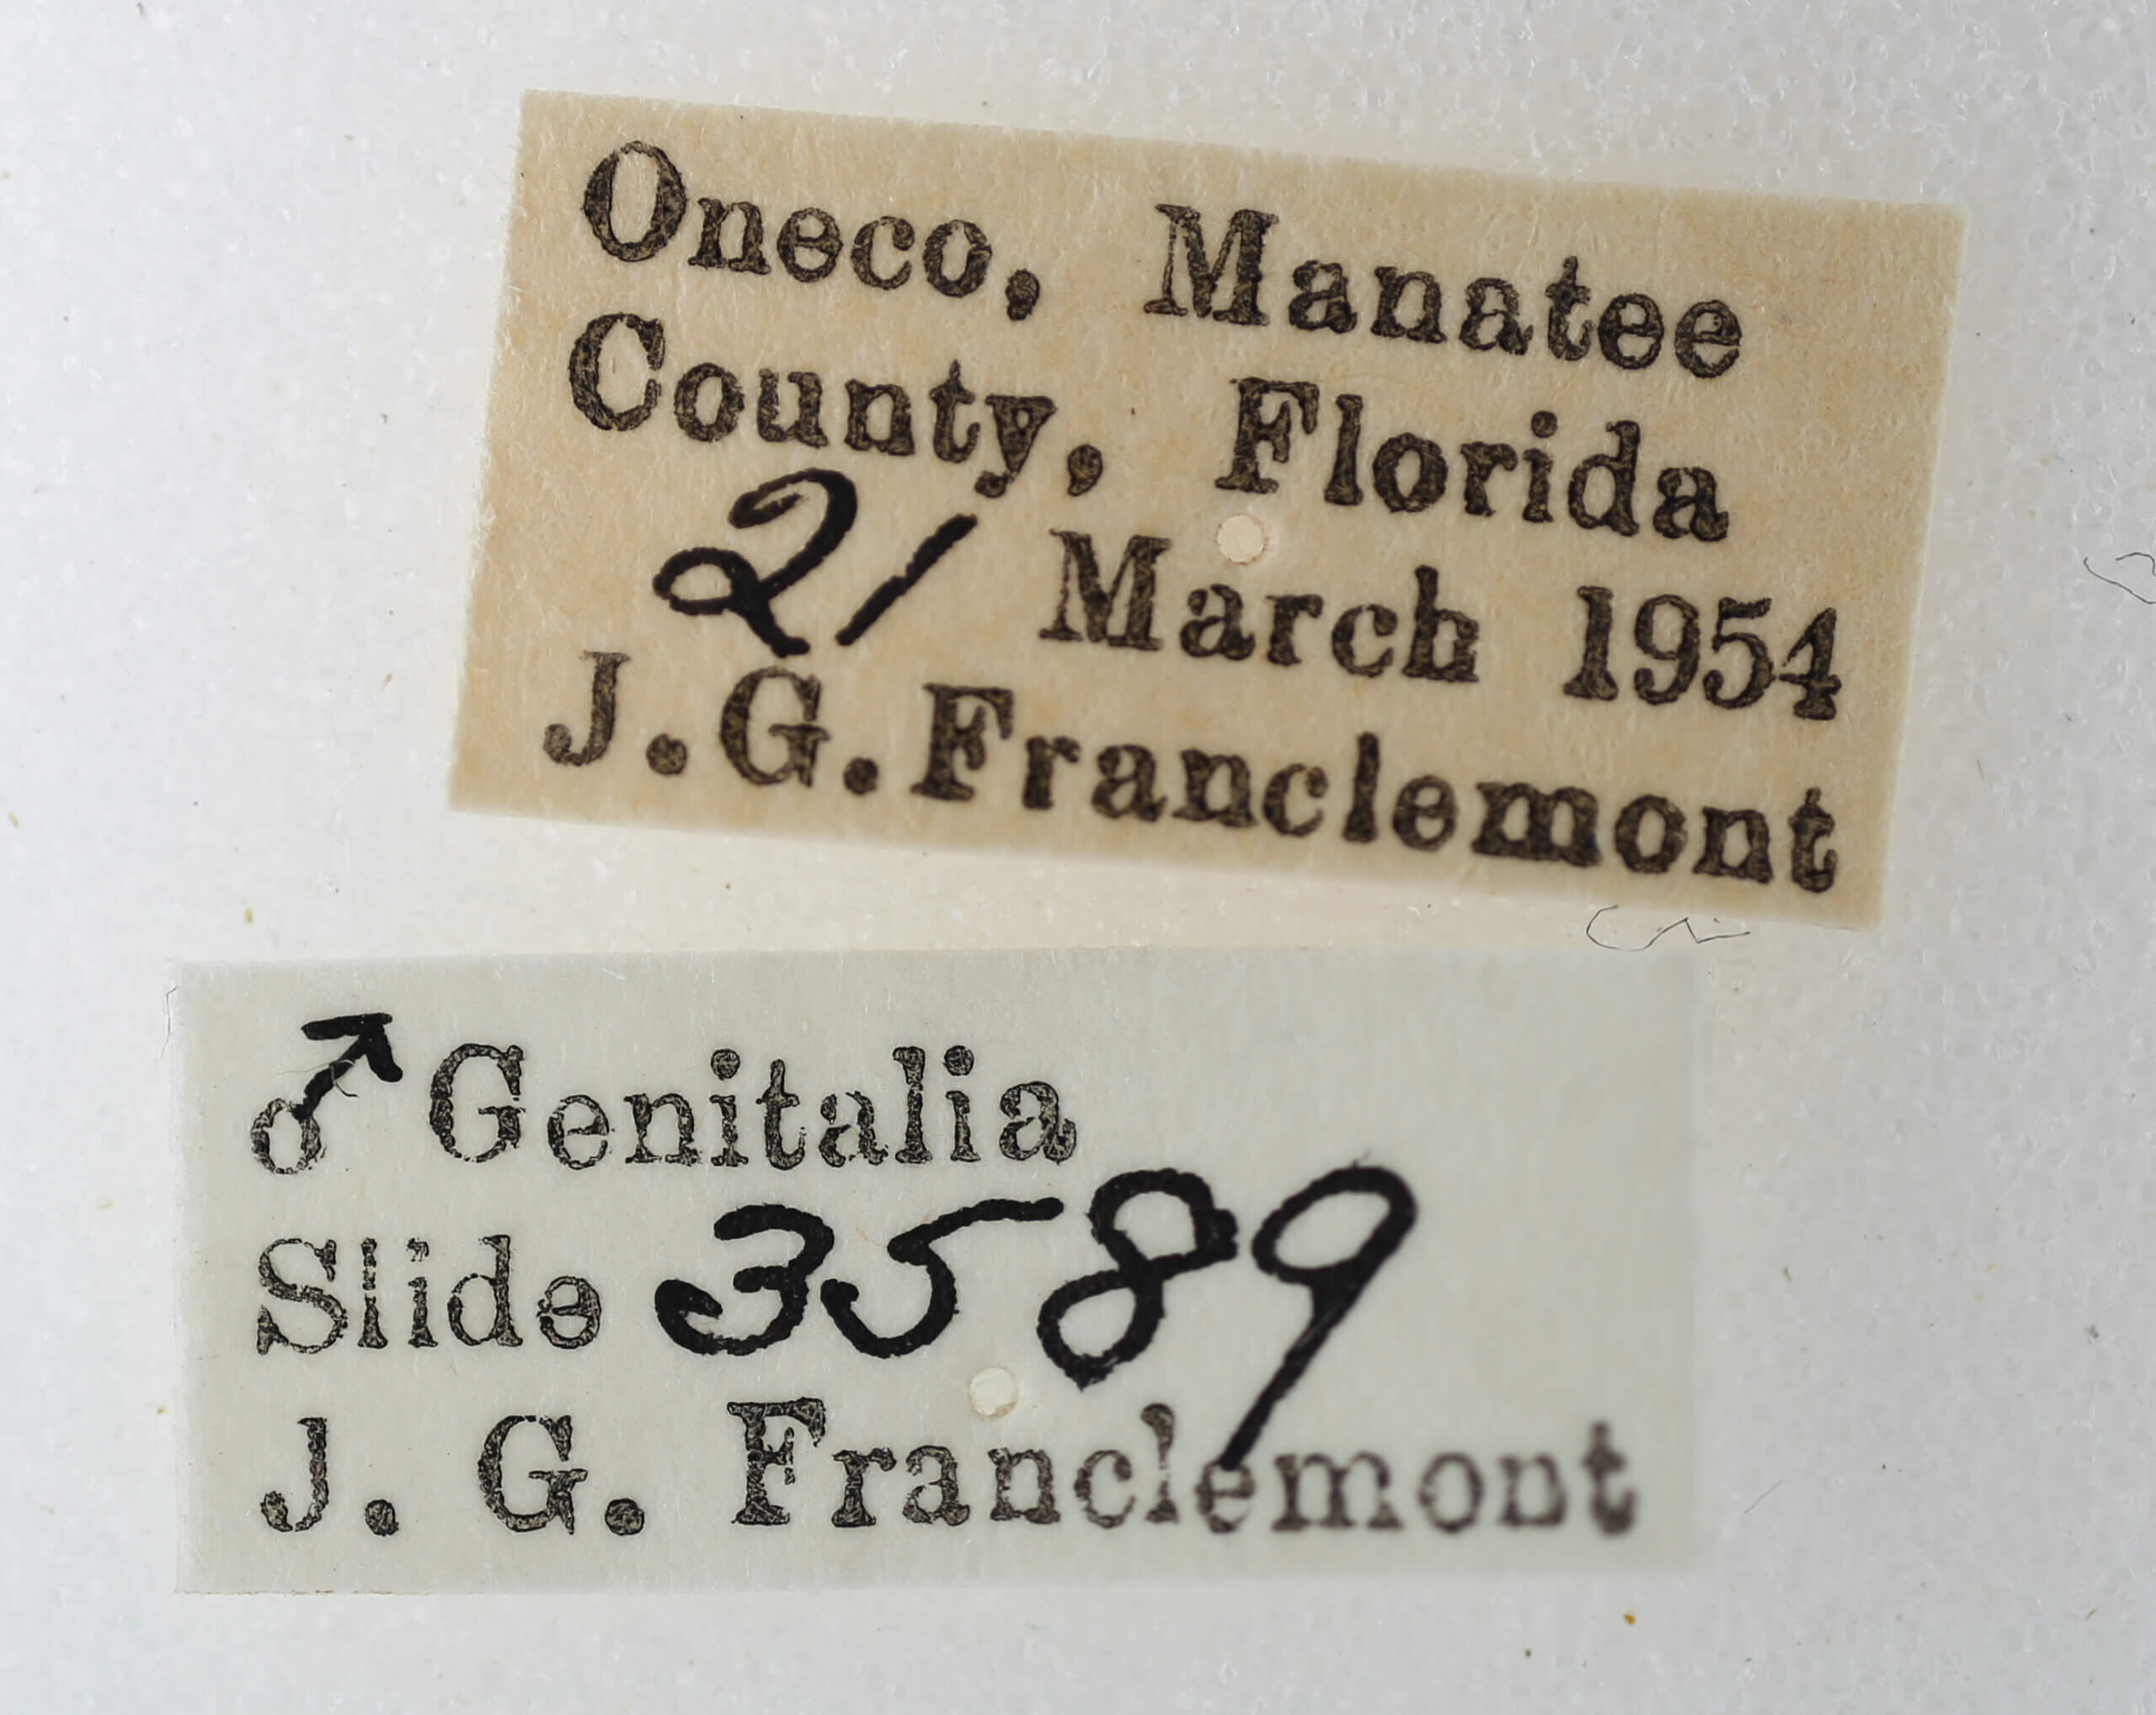 Oneco, Manatee
County, Florida
21 March 1954
J.G.Franclemont
♂ Genitalia
Slide 3589
J. G. Franclemont